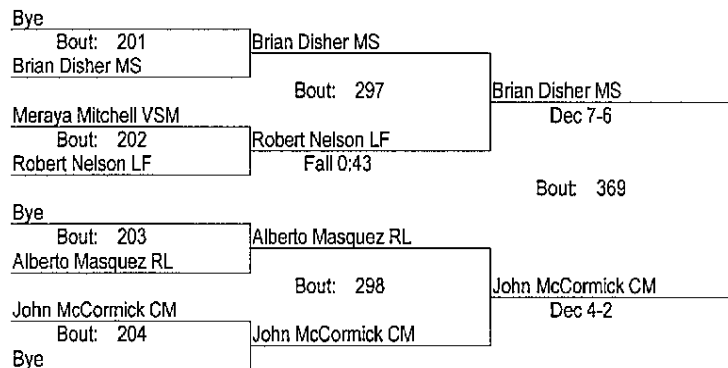 Bye
Bout: 201
Brian Disher MS
Brian Disher MS
Bout: 297
Brian Disher MS
Dec 7-6
Meraya Mitchell VSM
Bout: 202
Robert Nelson LF
Robert Nelson LF
Fall 0:43
Bout: 369
Bye
Bout: 203
Alberto Masquez RL
Alberto Masquez RL
Bout: 298
John McCormick CM
Dec 4-2
John McCormick CM
Bout: 204
John McCormick CM
Bye